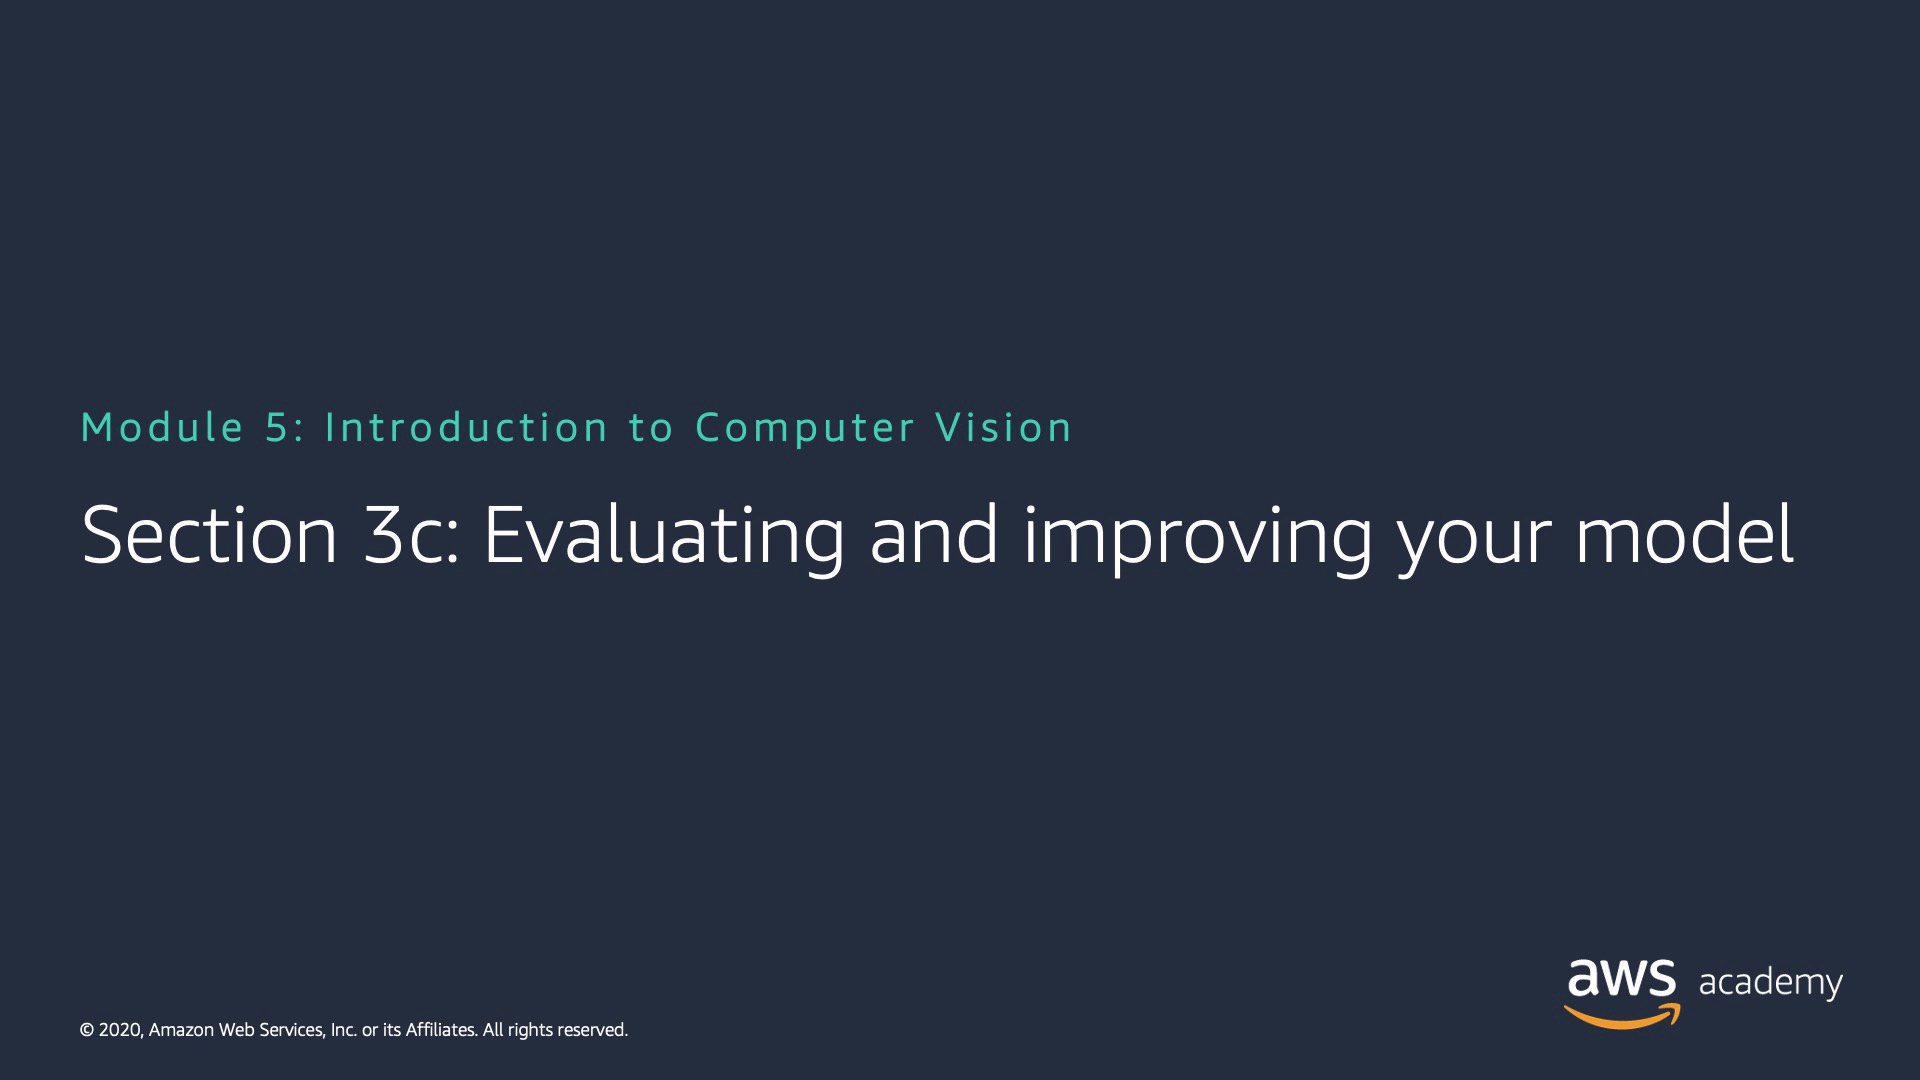 Module 5: Introduction to Computer Vision
Section 3c: Evaluating and improving your model
aws academy
© 2020, Amazon Web Services, Inc. or its Affiliates. All rights reserved.